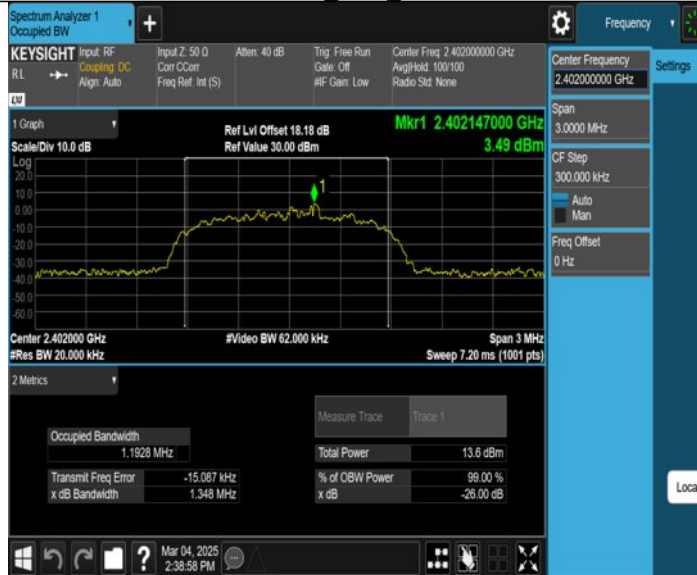 Spectrum Analyzer 1
Occupied BW
+
Frequency
KEYSIGHT
RL
LXI
Input: RF
Coupling: DC
Align: Auto
Input Z: 50 Ω
Corr CCorr
Freq Ref: Int (S)
Atten: 40 dB
Trig: Free Run
Gate: Off
#IF Gain: Low
Center Freq: 2.402000000 GHz
Avg|Hold: 100/100
Radio Std: None
Center Frequency
2.402000000 GHz
Settings
Span
3.0000 MHz
CF Step
300.000 kHz
Auto
Man
Freq Offset
0 Hz
1 Graph
Scale/Div 10.0 dB
Ref Lvl Offset 18.18 dB
Ref Value 30.00 dBm
Mkr1 2.402147000 GHz
3.49 dBm
Log
20.0
10.0
0.00
-10.0
-20.0
-30.0
-40.0
-50.0
-60.0
1
Center 2.402000 GHz
#Res BW 20.000 kHz
#Video BW 62.000 kHz
Span 3 MHz
Sweep 7.20 ms (1001 pts)
2 Metrics
Measure Trace
Trace 1
Occupied Bandwidth
1.1928 MHz
Total Power
13.6 dBm
Transmit Freq Error
-15.087 kHz
% of OBW Power
99.00 %
x dB Bandwidth
1.348 MHz
x dB
-26.00 dB
Loca
?
Mar 04, 2025
2:38:58 PM